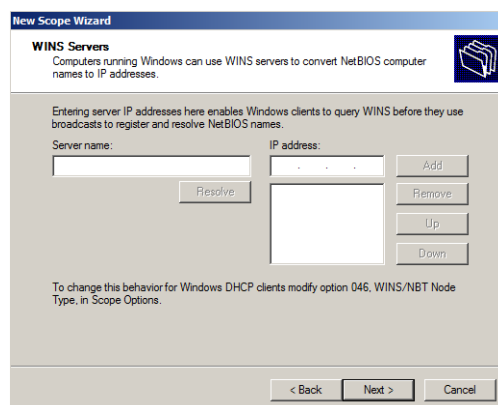 New Scope Wizard
WINS Servers
Computers running Windows can use WINS servers to convert NetBIOS computer
names to IP addresses.
Entering server IP addresses here enables Windows clients to query WINS before they use
broadcasts to register and resolve NetBIOS names.
Server name:
IP address:
Add
Resolve
Remove
Up
Down
To change this behavior for Windows DHCP clients modify option 046, WINS/NBT Node
Type, in Scope Options.
< Back
Next >
Cancel